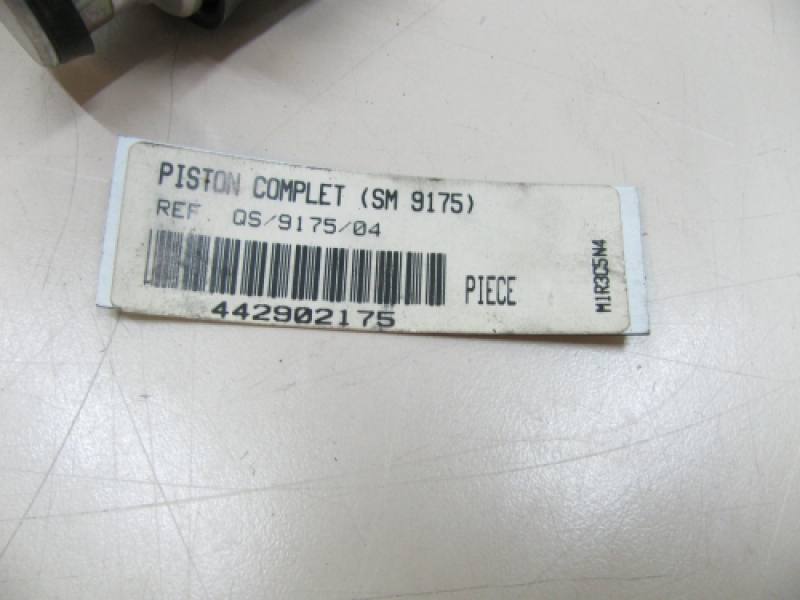 PISTON COMPLET (SM 9175)
REF QS/9175/04
442902175
PIECE
M1R3C5N4